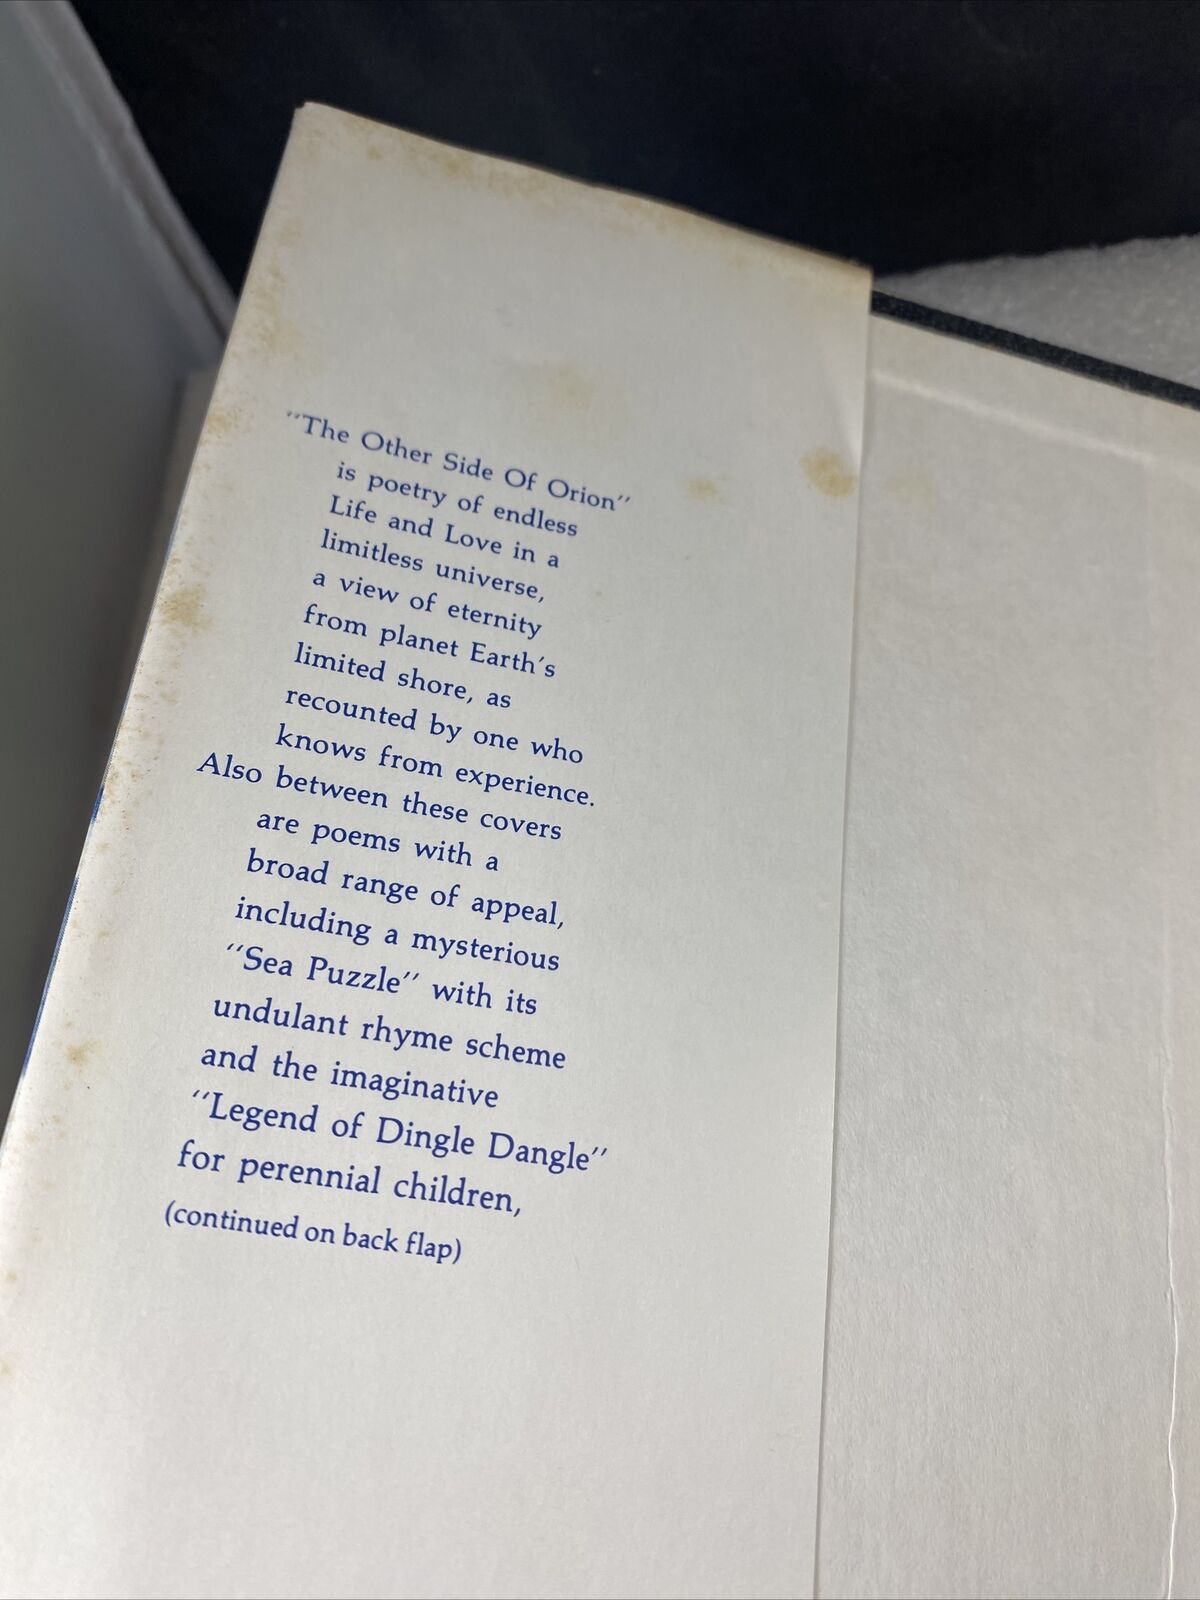 "The Other Side Of Orion"
is poetry of endless
Life and Love in a
limitless universe,
a view of eternity
from planet Earth's
limited shore, as
recounted by one who
knows from experience.
Also between these covers
are poems with a
broad range of appeal,
including a mysterious
"Sea Puzzle" with its
undulant rhyme scheme
and the imaginative
"Legend of Dingle Dangle"
for perennial children,
(continued on back flap)